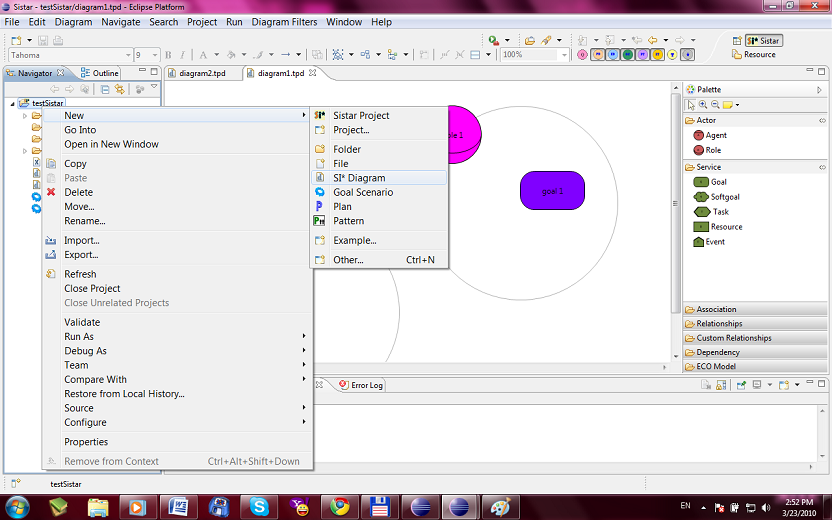 Sistar - testSistar/diagram1.tpd - Eclipse Platform
File Edit Diagram Navigate Search Project Run Diagram Filters Window Help
Tahoma 9 B I A 100% SI* Sistar
Resource
Navigator Outline diagram2.tpd diagram1.tpd
testSistar
New
Go Into
Open in New Window
Copy
Paste
Delete
Move...
Rename...
Import...
Export...
Refresh
Close Project
Close Unrelated Projects
Validate
Run As
Debug As
Team
Compare With
Restore from Local History...
Source
Configure
Properties
Remove from Context Ctrl+Alt+Shift+Down
SI* Sistar Project
Project...
Folder
File
SI* Diagram
Goal Scenario
P Plan
Pattern
Example...
Other... Ctrl+N
goal 1
Palette
Actor
Agent
Role
Service
Goal
Softgoal
Task
Resource
Event
Association
Relationships
Custom Relationships
Dependency
ECO Model
Error Log
testSistar
EN
2:52 PM
3/23/2010